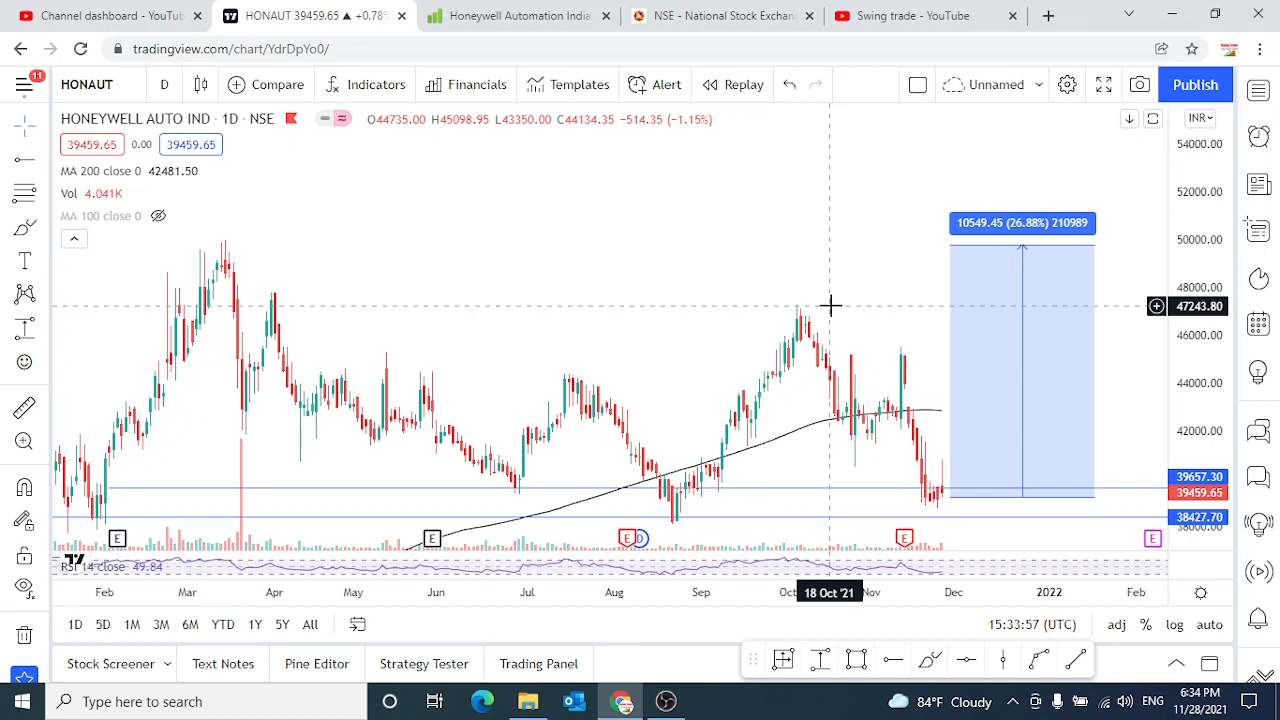 Channel dashboard - YouTub
HONAUT 39459.65 ▲ +0.78%
Honeywell Automation India
NSE - National Stock Exchan
Swing trade - YouTube
tradingview.com/chart/YdrDpYo0/
11
HONAUT
D
Compare
Indicators
Financials
Templates
Alert
Replay
Unnamed
Publish
HONEYWELL AUTO IND · 1D · NSE
O44735.00 H45098.95 L43350.00 C44134.35 −514.35 (−1.15%)
INR
39459.65
0.00
39459.65
MA 200 close 0 42481.50
Vol 4.041K
MA 100 close 0
54000.00
52000.00
50000.00
48000.00
47243.80
46000.00
44000.00
42000.00
39657.30
39459.65
38427.70
38000.00
10549.45 (26.88%) 210989
E
E
E
D
E
E
RSI 14 close 49.84
Feb
Mar
Apr
May
Jun
Jul
Aug
Sep
Oct
18 Oct '21
Nov
Dec
2022
Feb
1D
5D
1M
3M
6M
YTD
1Y
5Y
All
15:33:57 (UTC)
adj
%
log
auto
Stock Screener
Text Notes
Pine Editor
Strategy Tester
Trading Panel
Type here to search
84°F Cloudy
ENG
6:34 PM
11/28/2021